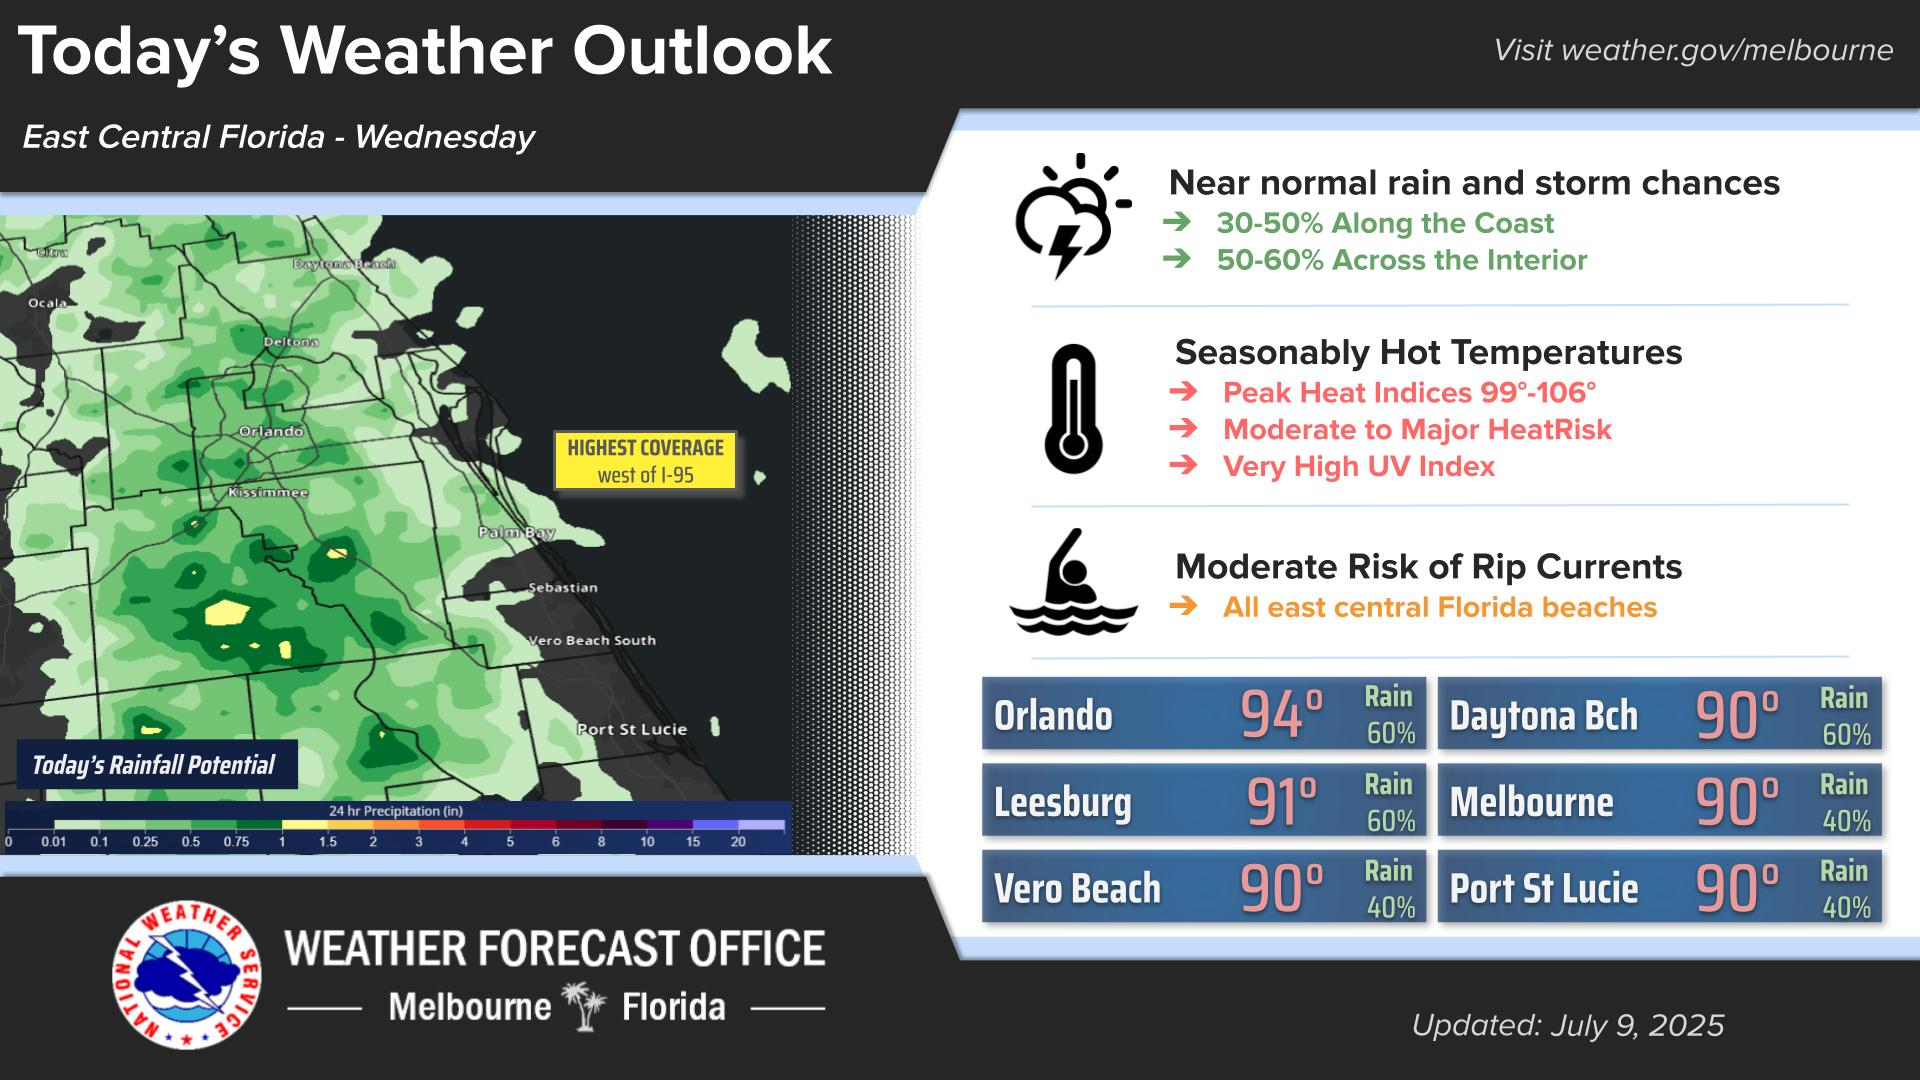 Today’s Weather Outlook
Visit weather.gov/melbourne
East Central Florida - Wednesday
Citra
Daytona Beach
Ocala
Deltona
Orlando
Kissimmee
HIGHEST COVERAGE
west of I-95
Palm Bay
Sebastian
Vero Beach South
Port St Lucie
Today’s Rainfall Potential
24 hr Precipitation (in)
0 0.01 0.1 0.25 0.5 0.75 1 1.5 2 3 4 5 6 8 10 15 20
Near normal rain and storm chances
➔ 30-50% Along the Coast
➔ 50-60% Across the Interior
Seasonably Hot Temperatures
➔ Peak Heat Indices 99°-106°
➔ Moderate to Major HeatRisk
➔ Very High UV Index
Moderate Risk of Rip Currents
➔ All east central Florida beaches
Orlando 94° Rain 60%
Daytona Bch 90° Rain 60%
Leesburg 91° Rain 60%
Melbourne 90° Rain 40%
Vero Beach 90° Rain 40%
Port St Lucie 90° Rain 40%
NATIONAL WEATHER SERVICE
WEATHER FORECAST OFFICE
Melbourne Florida
Updated: July 9, 2025